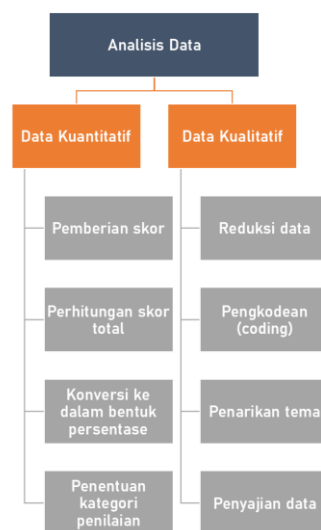 Analisis Data
Data Kuantitatif
Pemberian skor
Perhitungan skor
total
Konversi ke
dalam bentuk
persentase
Penentuan
kategori
penilaian
Data Kualitatif
Reduksi data
Pengkodean
(coding)
Penarikan tema
Penyajian data